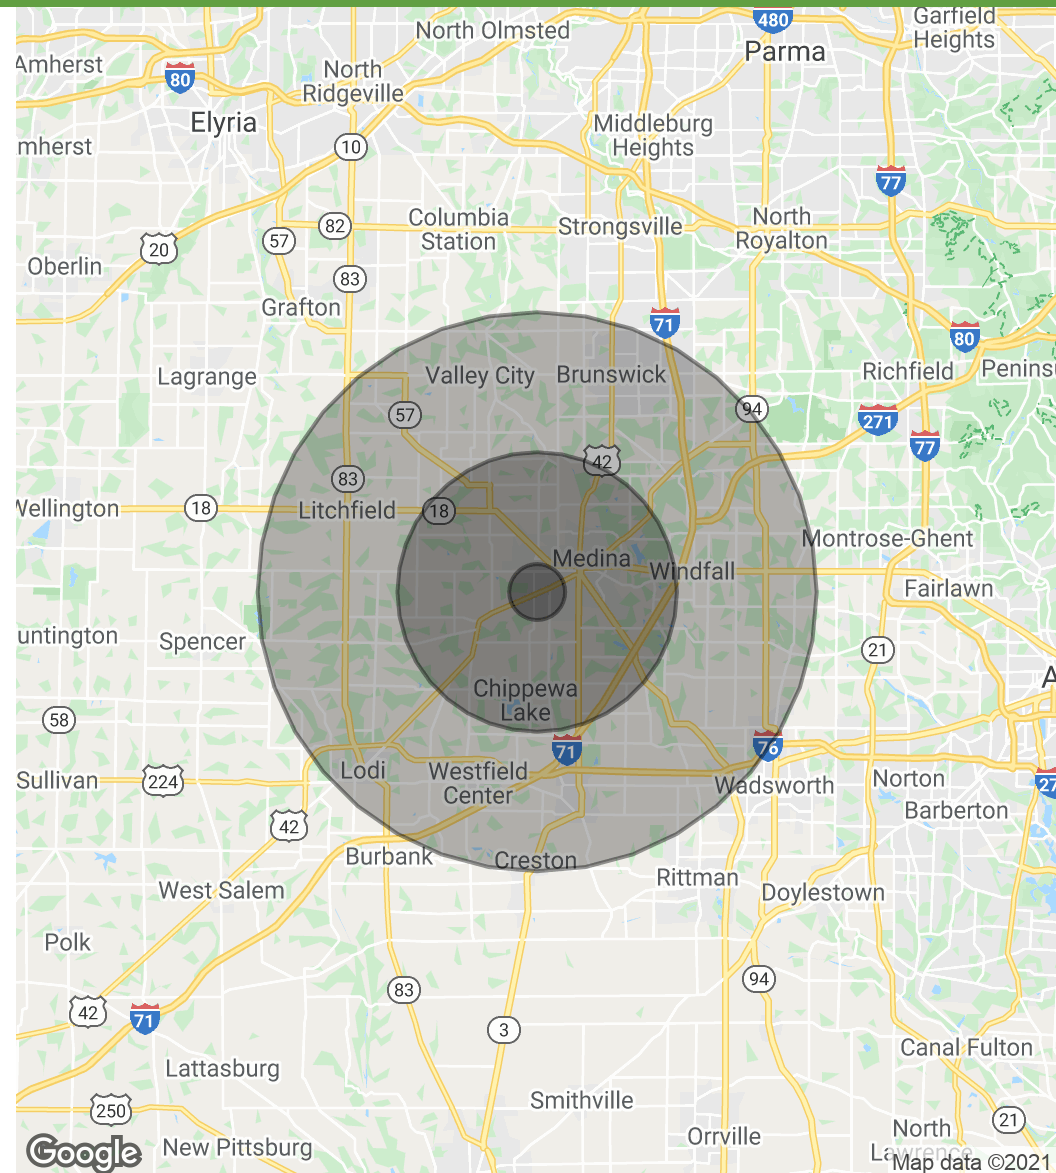 North Olmsted
480
Garfield
Heights
Parma
Amherst
80
North
Ridgeville
Elyria
Middleburg
Heights
mherst
10
77
Columbia
Station
82
57
Strongsville
North
Royalton
20
Oberlin
83
Grafton
71
80
Lagrange
Valley City
Brunswick
Richfield
Peninsu
57
94
271
77
42
83
Wellington
18
Litchfield
18
Montrose-Ghent
Medina
Windfall
Fairlawn
untington
Spencer
21
A
Chippewa
Lake
58
71
76
Sullivan
224
Lodi
Westfield
Center
Wadsworth
Norton
27
Barberton
42
Burbank
Creston
West Salem
Rittman
Doylestown
Polk
83
94
42
71
3
Lattasburg
Canal Fulton
250
Smithville
21
New Pittsburg
Orrville
North
Lawrence
Google
Map data ©2021